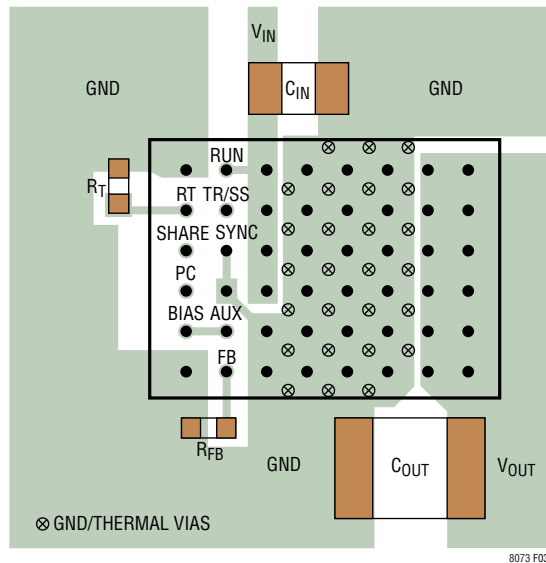 VIN
GND
CIN
GND
RUN
RT
RT TR/SS
SHARE SYNC
PC
BIAS AUX
FB
RFB
GND
COUT
VOUT
⊗ GND/THERMAL VIAS
8073 F03